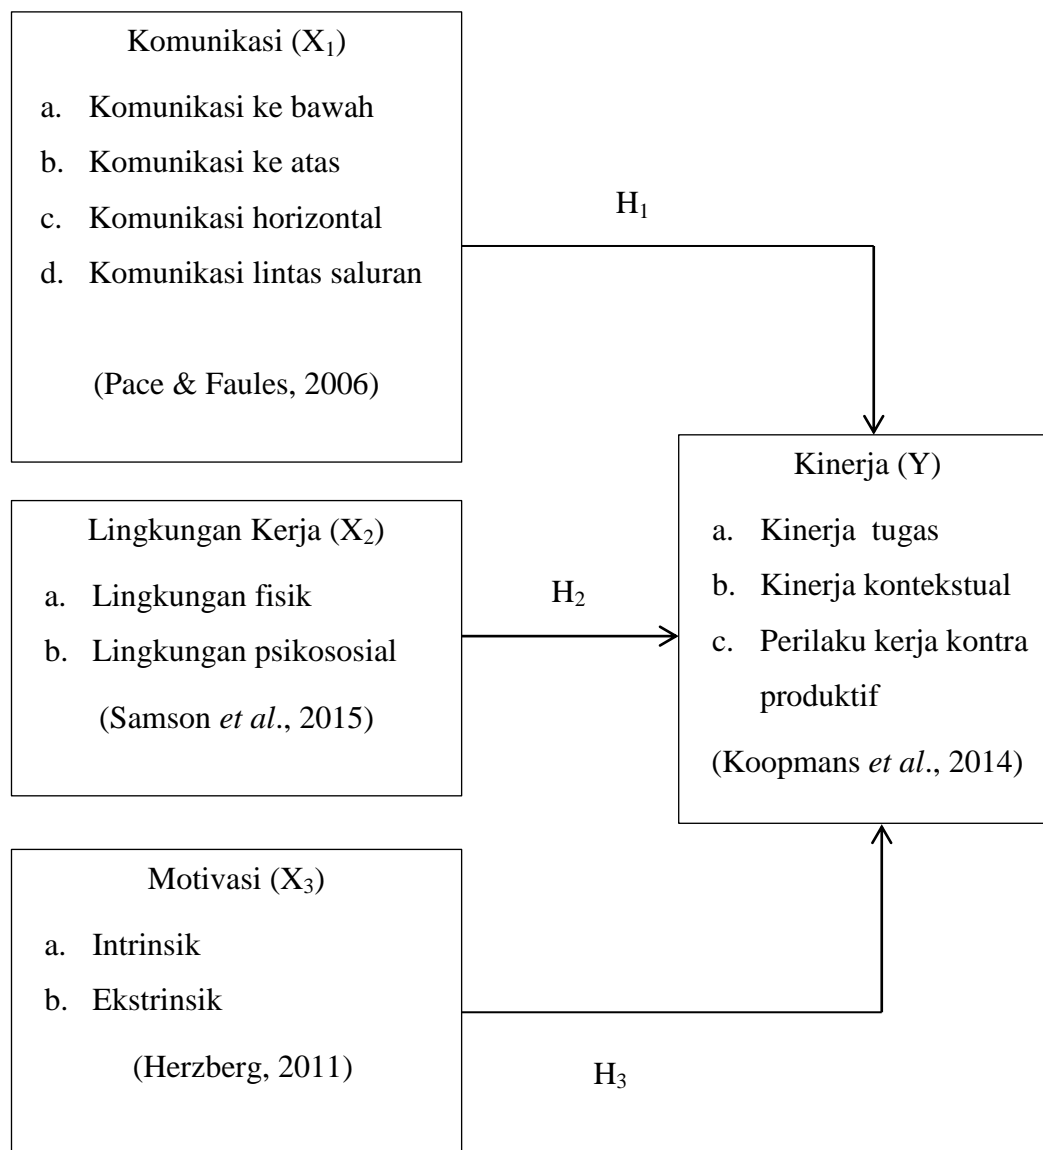 Komunikasi (X₁)
a. Komunikasi ke bawah
b. Komunikasi ke atas
c. Komunikasi horizontal
d. Komunikasi lintas saluran
(Pace & Faules, 2006)
H₁
Lingkungan Kerja (X₂)
a. Lingkungan fisik
b. Lingkungan psikososial
(Samson et al., 2015)
H₂
Kinerja (Y)
a. Kinerja tugas
b. Kinerja kontekstual
c. Perilaku kerja kontra
produktif
(Koopmans et al., 2014)
Motivasi (X₃)
a. Intrinsik
b. Ekstrinsik
(Herzberg, 2011)
H₃